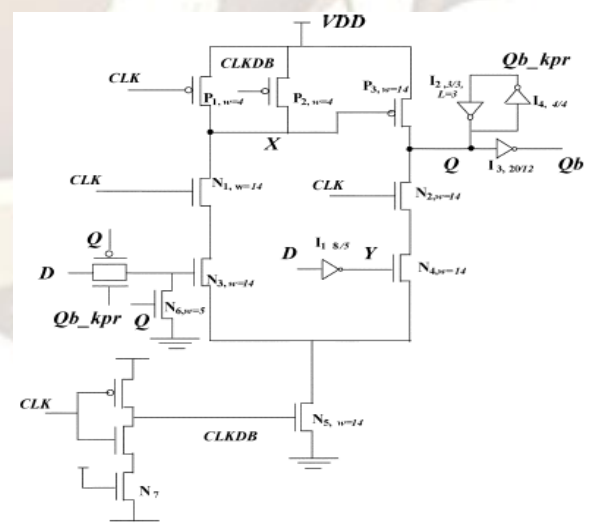 VDD
CLK
CLKDB
P1, w=4
P2, w=4
P3, w=14
Qb_kpr
I2 ,3/3, L=3
I4, 4/4
X
Q
I 3, 20/12
Qb
CLK
N1, w=14
CLK
N2,w=14
Q
D
N3, w=14
D
I1 8/5
Y
N4,w=14
Qb_kpr
Q
N6,w=5
CLK
CLKDB
N5, w=14
N7